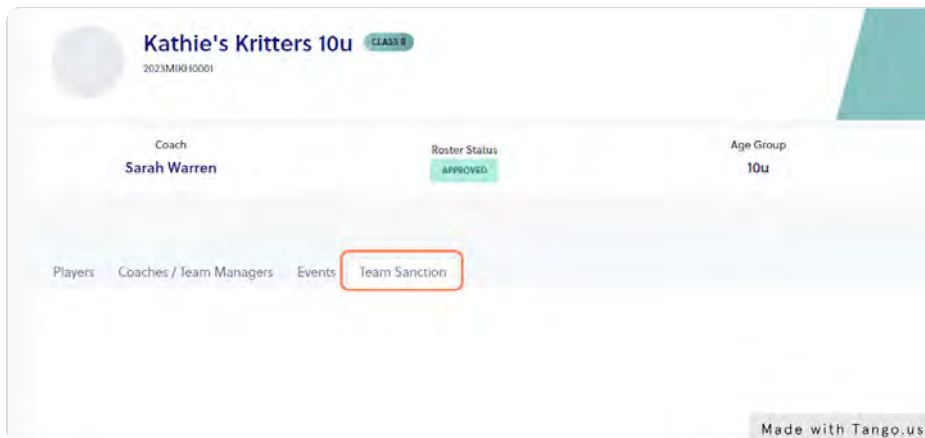 Kathie's Kritters 10u CLASS B
Coach
Sarah Warren
Roster Status
APPROVED
Age Group
10u
Players Coaches / Team Managers Events Team Sanction
Made with Tango.us